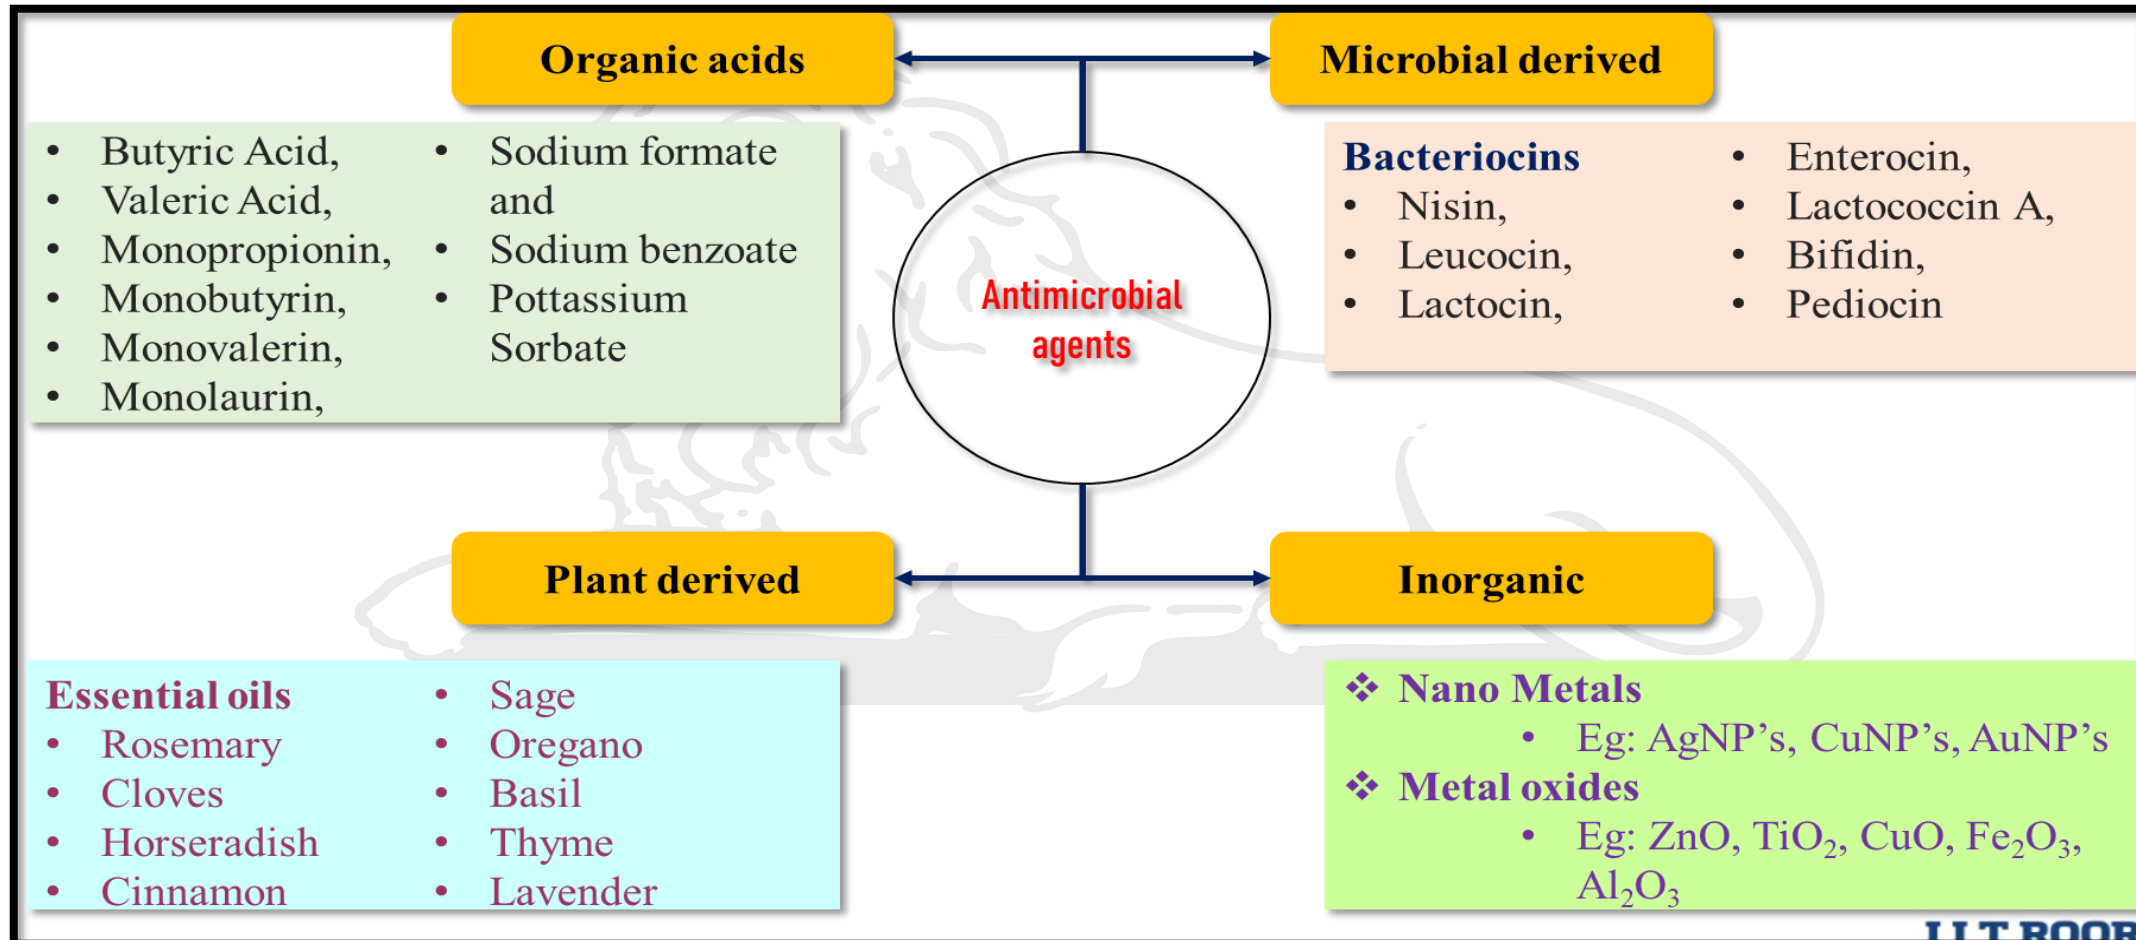 Organic acids
Microbial derived
• Butyric Acid,
• Valeric Acid,
• Monopropionin,
• Monobutyrin,
• Monovalerin,
• Monolaurin,
• Sodium formate
and
• Sodium benzoate
• Pottassium
Sorbate
Bacteriocins
• Nisin,
• Leucocin,
• Lactocin,
• Enterocin,
• Lactococcin A,
• Bifidin,
• Pediocin
Antimicrobial
agents
Plant derived
Inorganic
Essential oils
• Rosemary
• Cloves
• Horseradish
• Cinnamon
• Sage
• Oregano
• Basil
• Thyme
• Lavender
❖ Nano Metals
• Eg: AgNP's, CuNP's, AuNP's
❖ Metal oxides
• Eg: ZnO, TiO₂, CuO, Fe₂O₃,
Al₂O₃